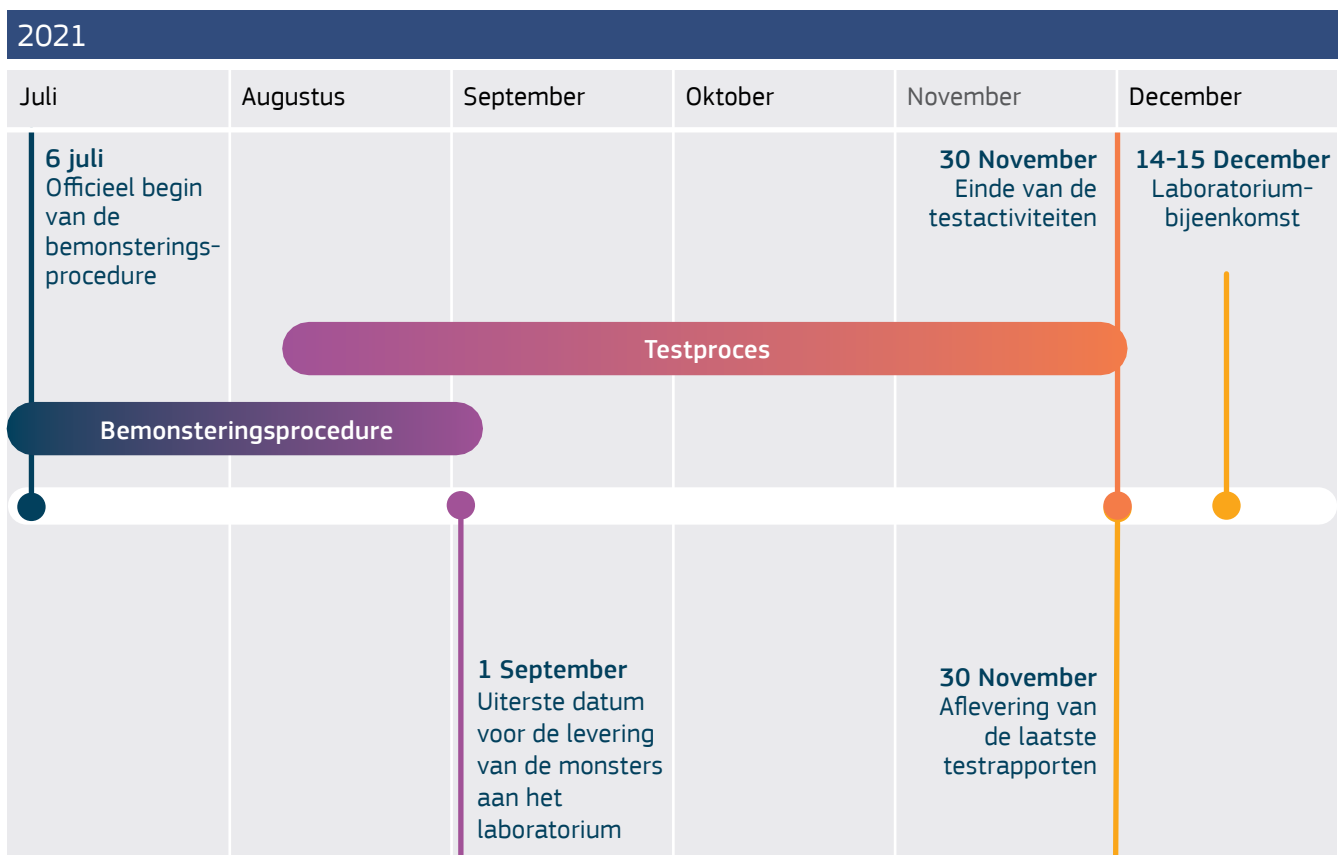 2021
Juli
Augustus
September
Oktober
November
December
6 juli
Officieel begin
van de
bemonsterings-
procedure
30 November
Einde van de
testactiviteiten
14-15 December
Laboratorium-
bijeenkomst
Testproces
Bemonsteringsprocedure
1 September
Uiterste datum
voor de levering
van de monsters
aan het
laboratorium
30 November
Aflevering van
de laatste
testrapporten